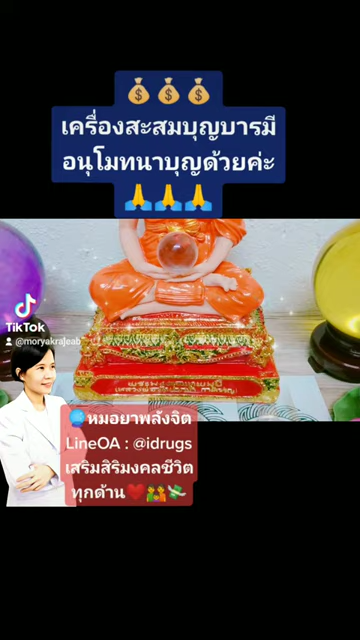 เครื่องสะสมบุญบารมี
อนุโมทนาบุญด้วยค่ะ
TikTok
@moryakrajeab
หมอยาพลังจิต
LineOA : @idrugs
เสริมสิริมงคลชีวิต
ทุกด้าน